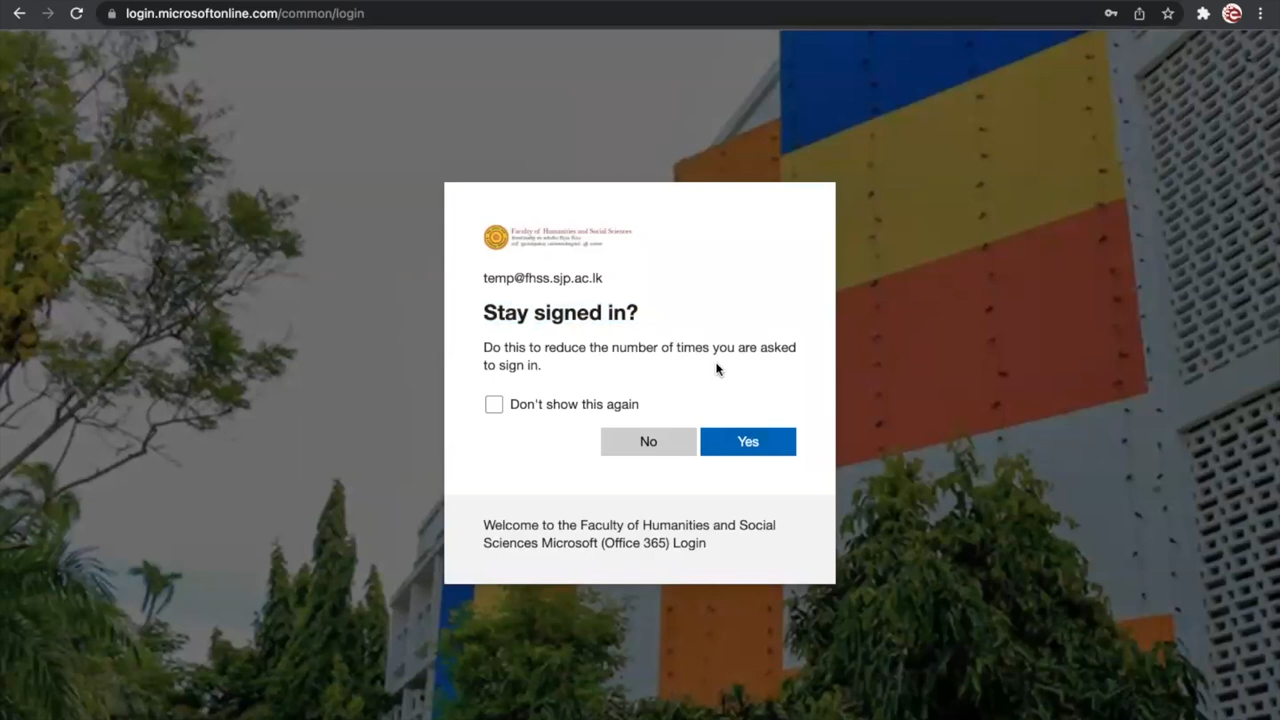 login.microsoftonline.com/common/login
Faculty of Humanities and Social Sciences
temp@fhss.sjp.ac.lk
Stay signed in?
Do this to reduce the number of times you are asked
to sign in.
Don't show this again
No
Yes
Welcome to the Faculty of Humanities and Social
Sciences Microsoft (Office 365) Login